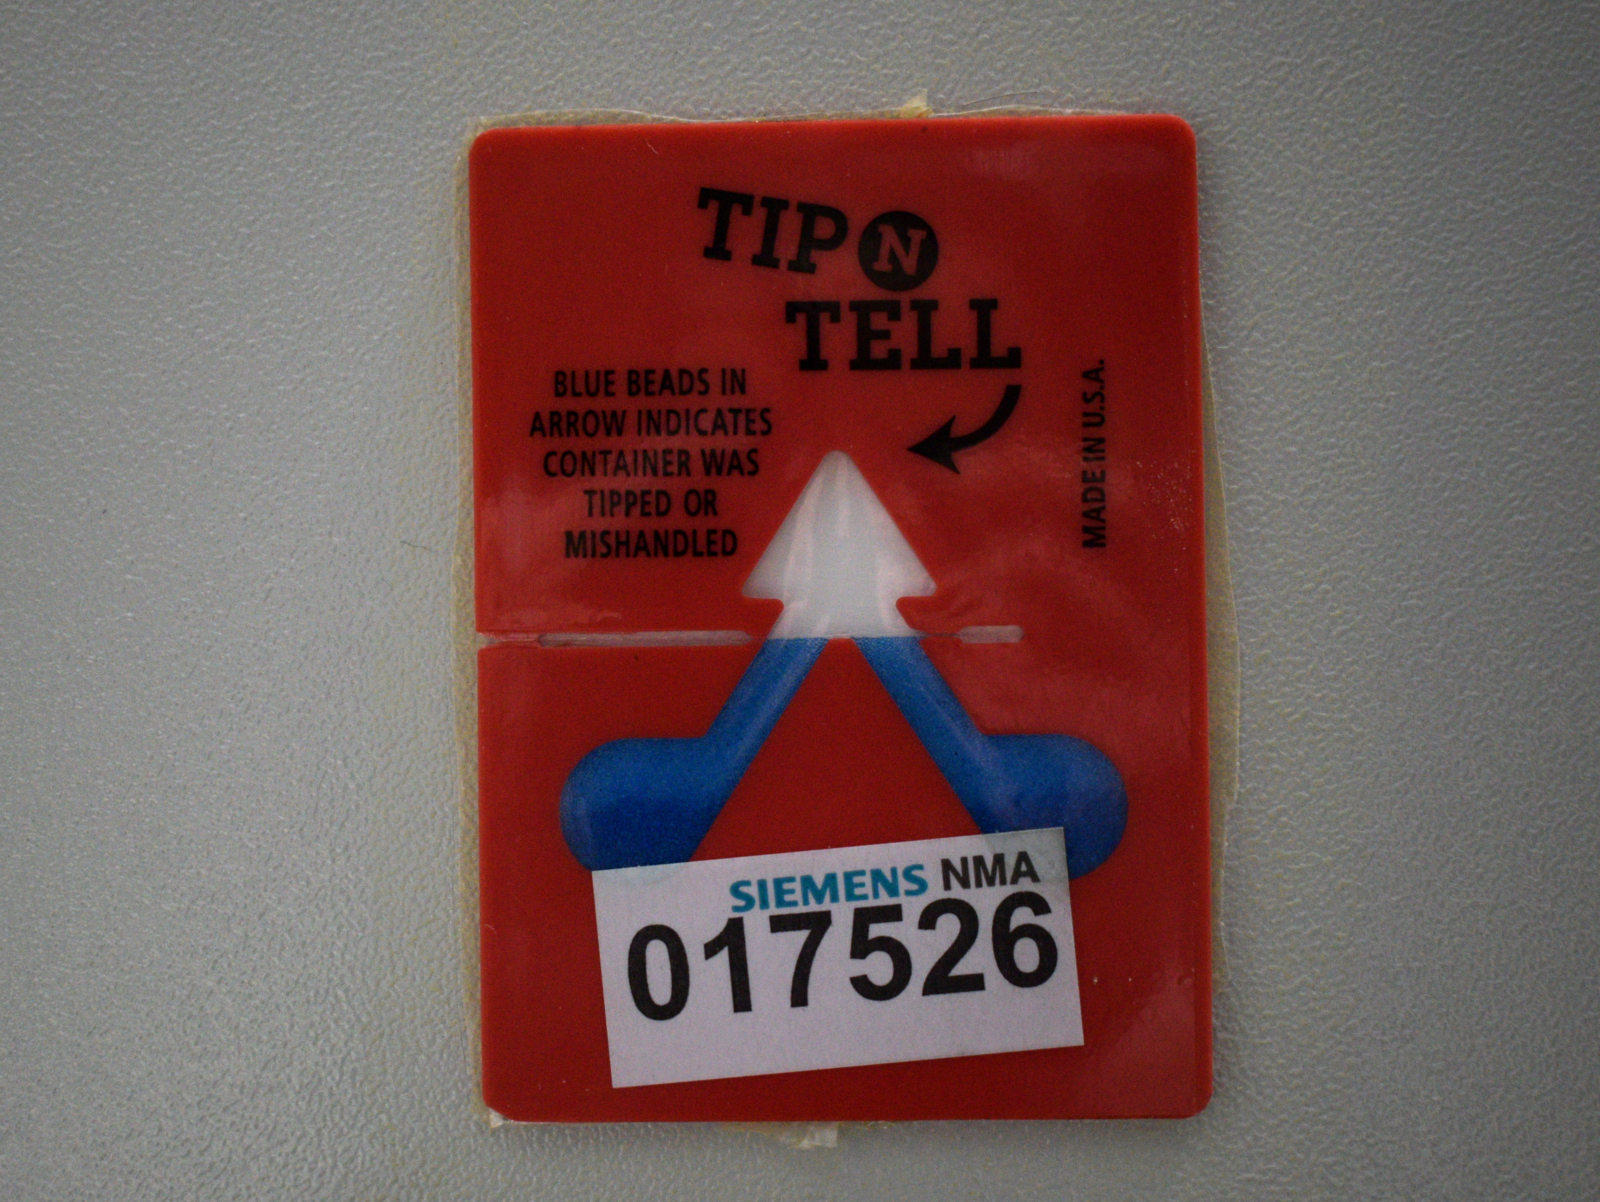 TIP N
TELL
BLUE BEADS IN
ARROW INDICATES
CONTAINER WAS
TIPPED OR
MISHANDLED
MADE IN U.S.A.
SIEMENS NMA
017526